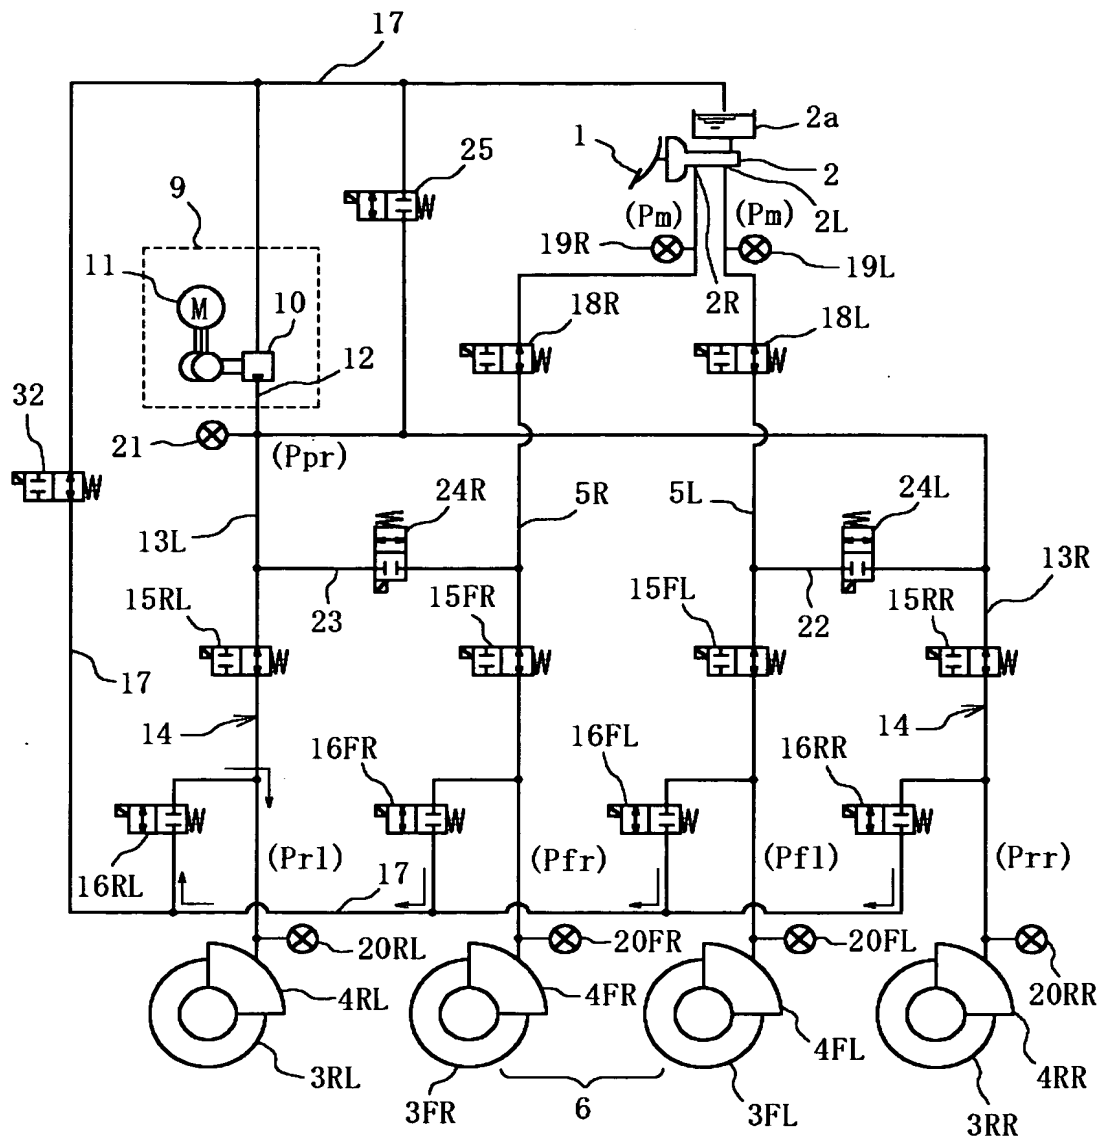 17
2a
1
2
25
(Pm)
(Pm)
2L
9
19R
19L
11
M
10
2R
18R
18L
12
32
21
(Ppr)
24R
5R
5L
24L
13L
13R
15RL
23
15FR
15FL
22
15RR
17
14
14
16FR
16FL
16RR
(Prl)
(Pfr)
(Pfl)
(Prr)
16RL
17
20RL
20FR
20FL
20RR
4RL
4FR
4FL
4RR
3RL
3FR
6
3FL
3RR